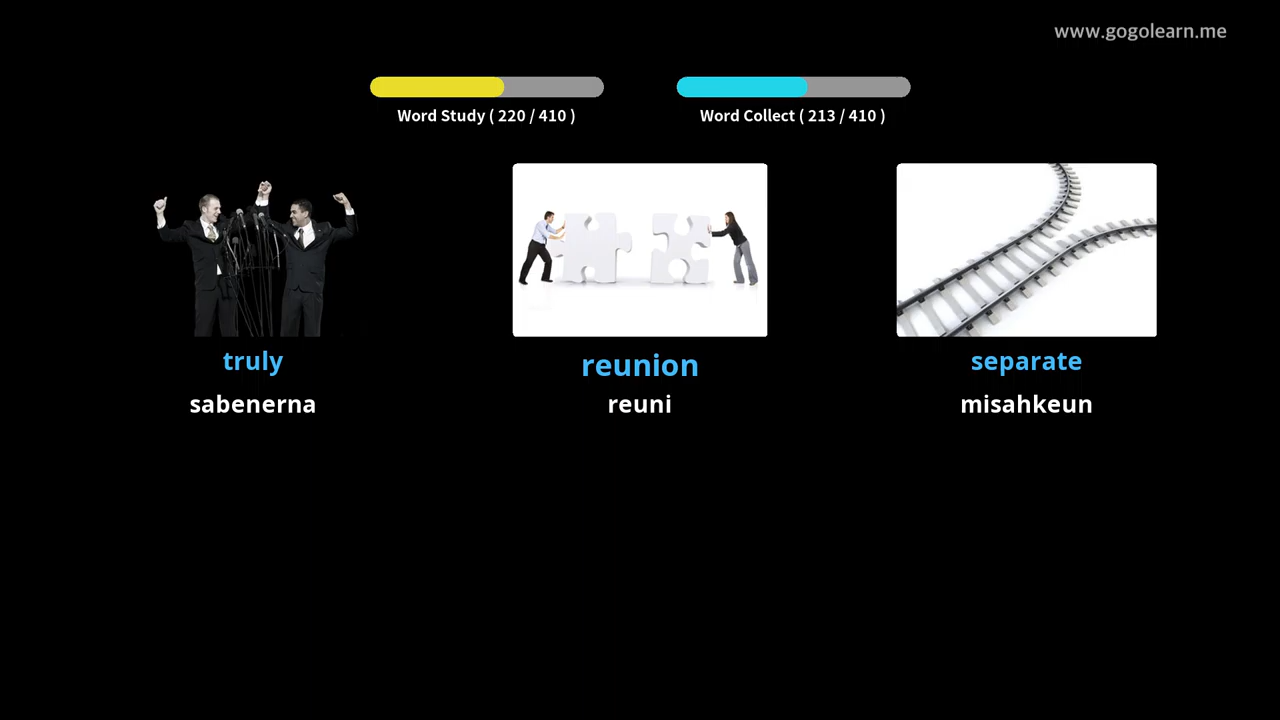 www.gogolearn.me
Word Study ( 220 / 410 )
Word Collect ( 213 / 410 )
truly
reunion
separate
sabenerna
reuni
misahkeun